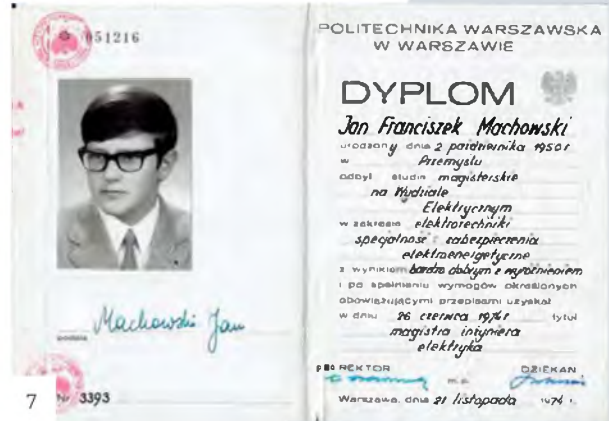 051216
Machowski Jan
podpis
Nr 3393
7
POLITECHNIKA WARSZAWSKA
W WARSZAWIE
DYPLOM
Jan Franciszek Machowski
urodzony dnia 2 października 1950 r
w Przemyślu
odbył studia magisterskie
na Wydziale
Elektrycznym
w zakresie elektrotechniki
specjalność: zabezpieczenia
elektroenergetyczne
z wynikiem bardzo dobrym z wyróżnieniem
i po spełnieniu wymogów określonych
obowiązującymi przepisami uzyskał
w dniu 26 czerwca 1974 r tytuł
magistra inżyniera
elektryka
PRO REKTOR DZIEKAN
m.p.
Warszawa, dnia 21 listopada 1974 r.